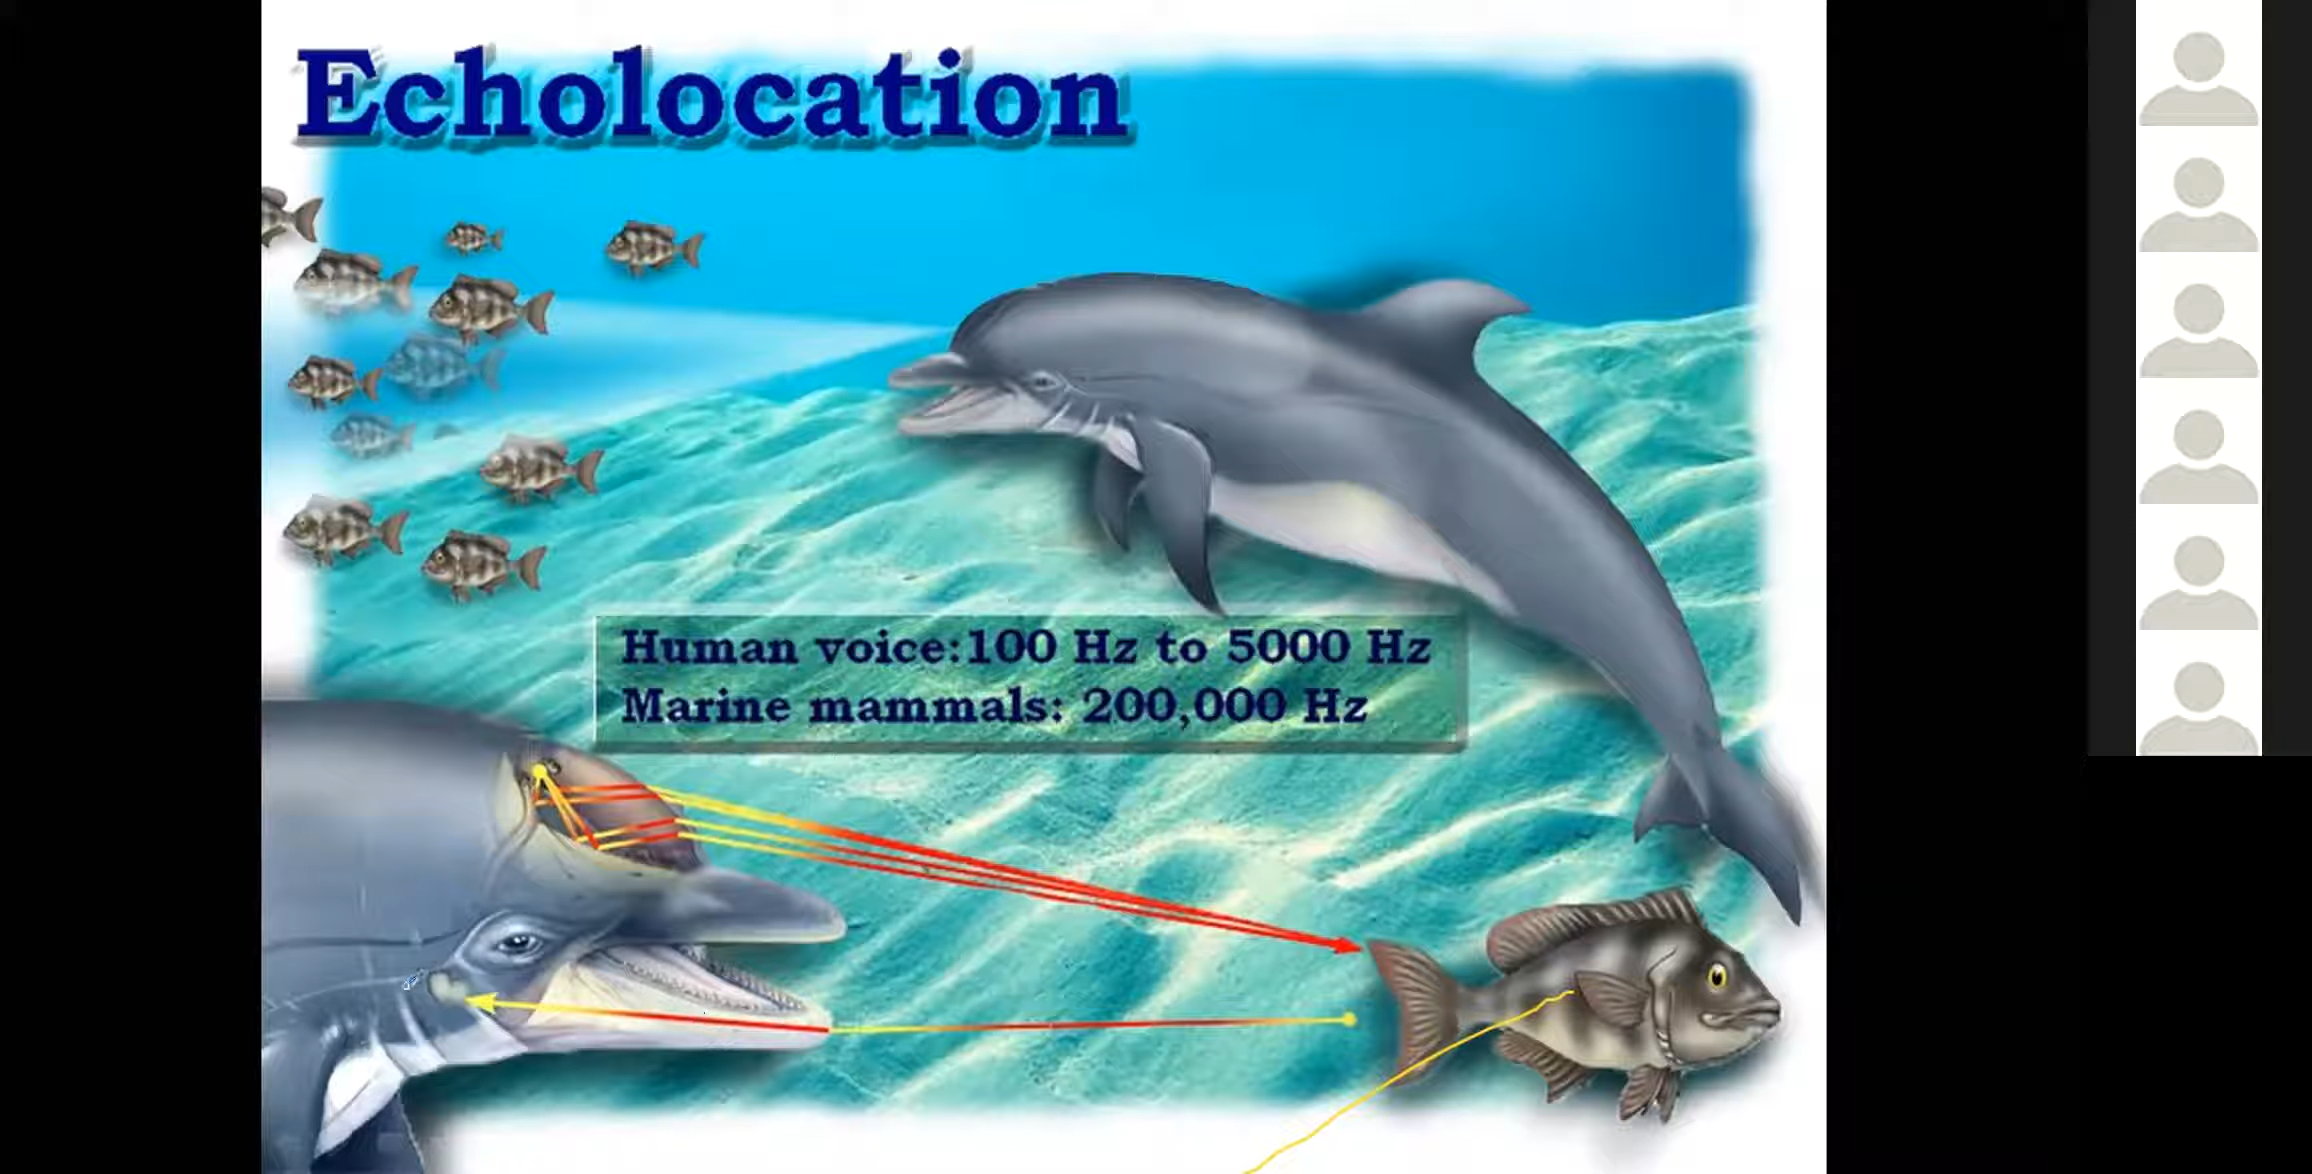 Echolocation
Human voice:100 Hz to 5000 Hz
Marine mammals: 200,000 Hz